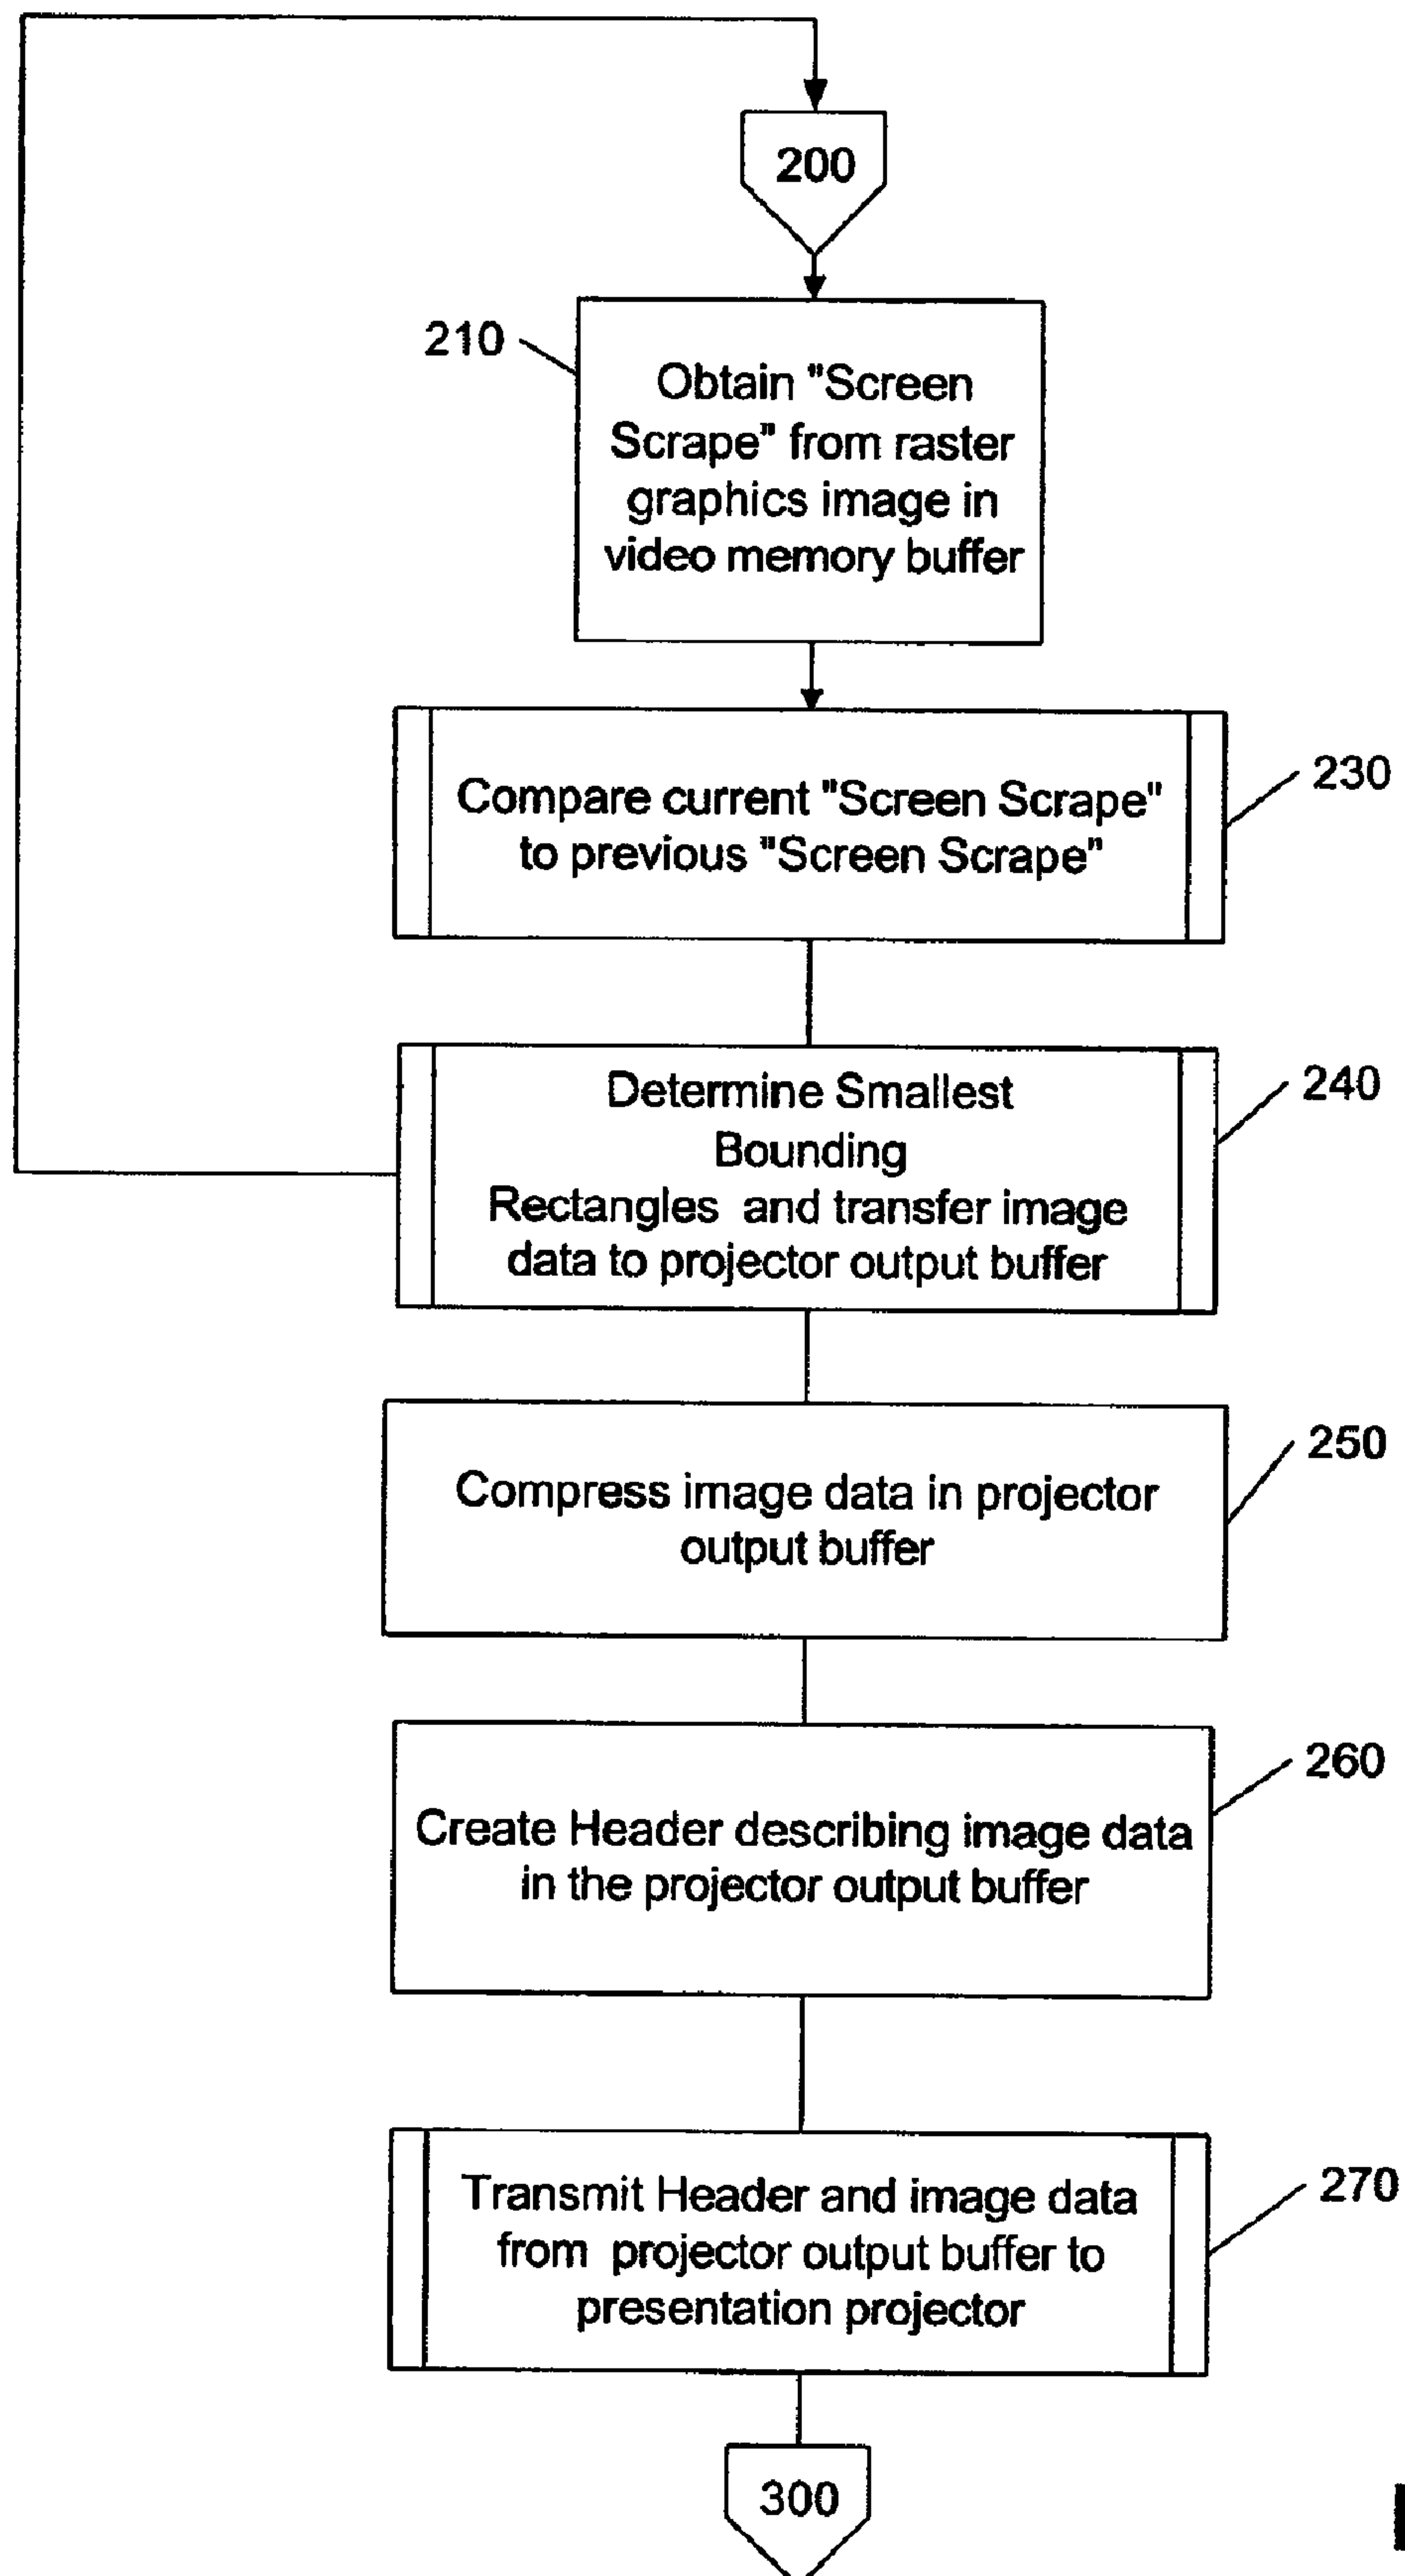 200
210
Obtain "Screen
Scrape" from raster
graphics image in
video memory buffer
Compare current "Screen Scrape"
to previous "Screen Scrape"
230
Determine Smallest
Bounding
Rectangles and transfer image
data to projector output buffer
240
Compress image data in projector
output buffer
250
Create Header describing image data
in the projector output buffer
260
Transmit Header and image data
from projector output buffer to
presentation projector
270
300